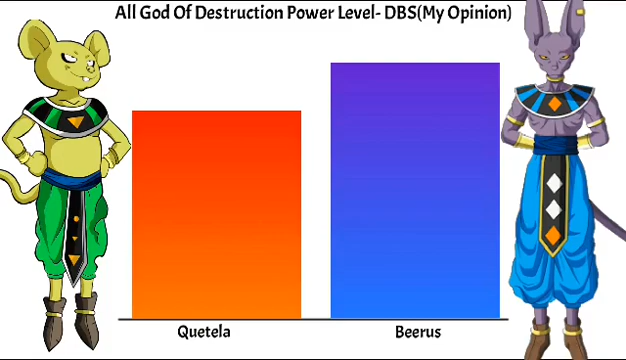 All God Of Destruction Power Level- DBS(My Opinion)
Quetela
Beerus